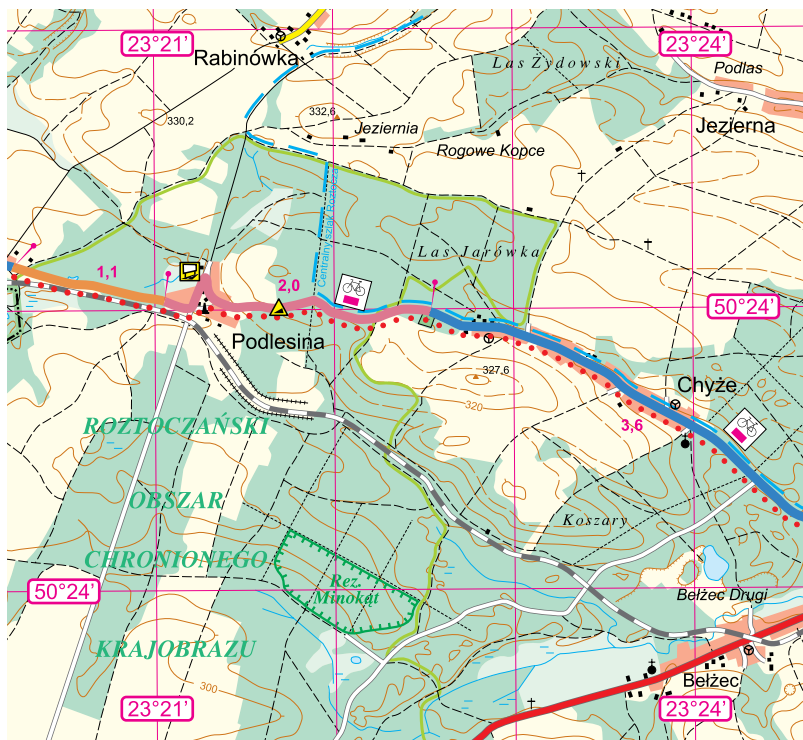 23°21'
23°24'
Rabinówka
Las Żydowski
Podlas
330,2
332,6
Jeziernia
Jezierna
Rogowe Kopce
Centralny szlak Roztocza
Las Jarówka
1,1
2,0
50°24'
Podlesina
327,6
320
Chyże
3,6
ROZTOCZAŃSKI
OBSZAR
Koszary
CHRONIONEGO
Rez.
Minokąt
50°24'
Bełżec Drugi
KRAJOBRAZU
Bełżec
300
23°21'
23°24'